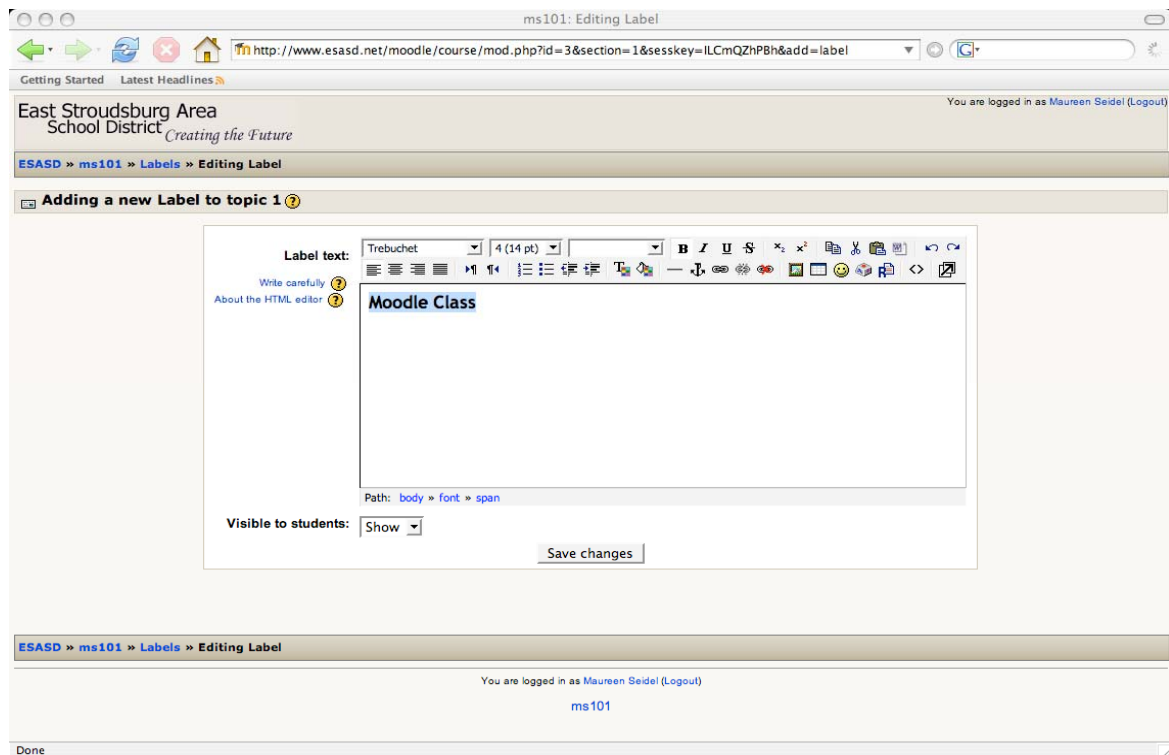 ms101: Editing Label
http://www.esasd.net/moodle/course/mod.php?id=3&section=1&sesskey=ILCmQZhPBh&add=label
G
Getting Started Latest Headlines
East Stroudsburg Area
School District Creating the Future
You are logged in as Maureen Seidel (Logout)
ESASD » ms101 » Labels » Editing Label
Adding a new Label to topic 1 ?
Label text:
Trebuchet 4 (14 pt) B I U S x₂ x²
Write carefully ?
About the HTML editor ?
Moodle Class
Path: body » font » span
Visible to students: Show
Save changes
ESASD » ms101 » Labels » Editing Label
You are logged in as Maureen Seidel (Logout)
ms101
Done